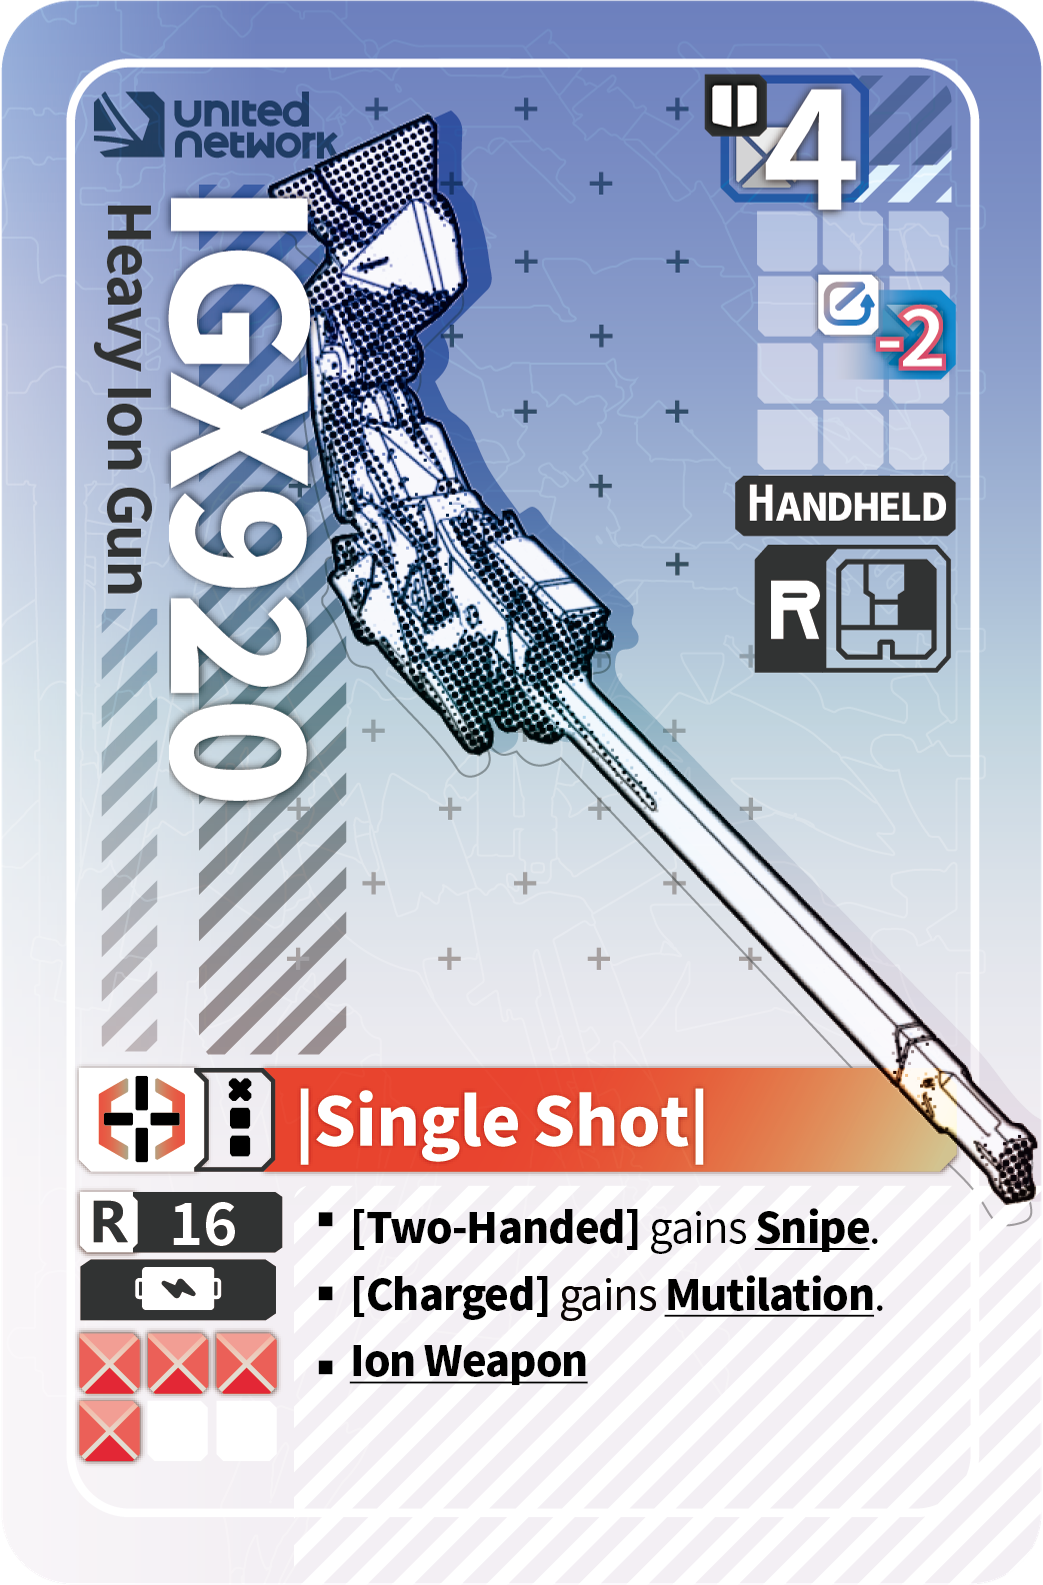 United
Network
IGX920
Heavy Ion Gun
4
-2
HANDHELD
R
|Single Shot|
R 16
▪ [Two-Handed] gains Snipe.
▪ [Charged] gains Mutilation.
▪ Ion Weapon